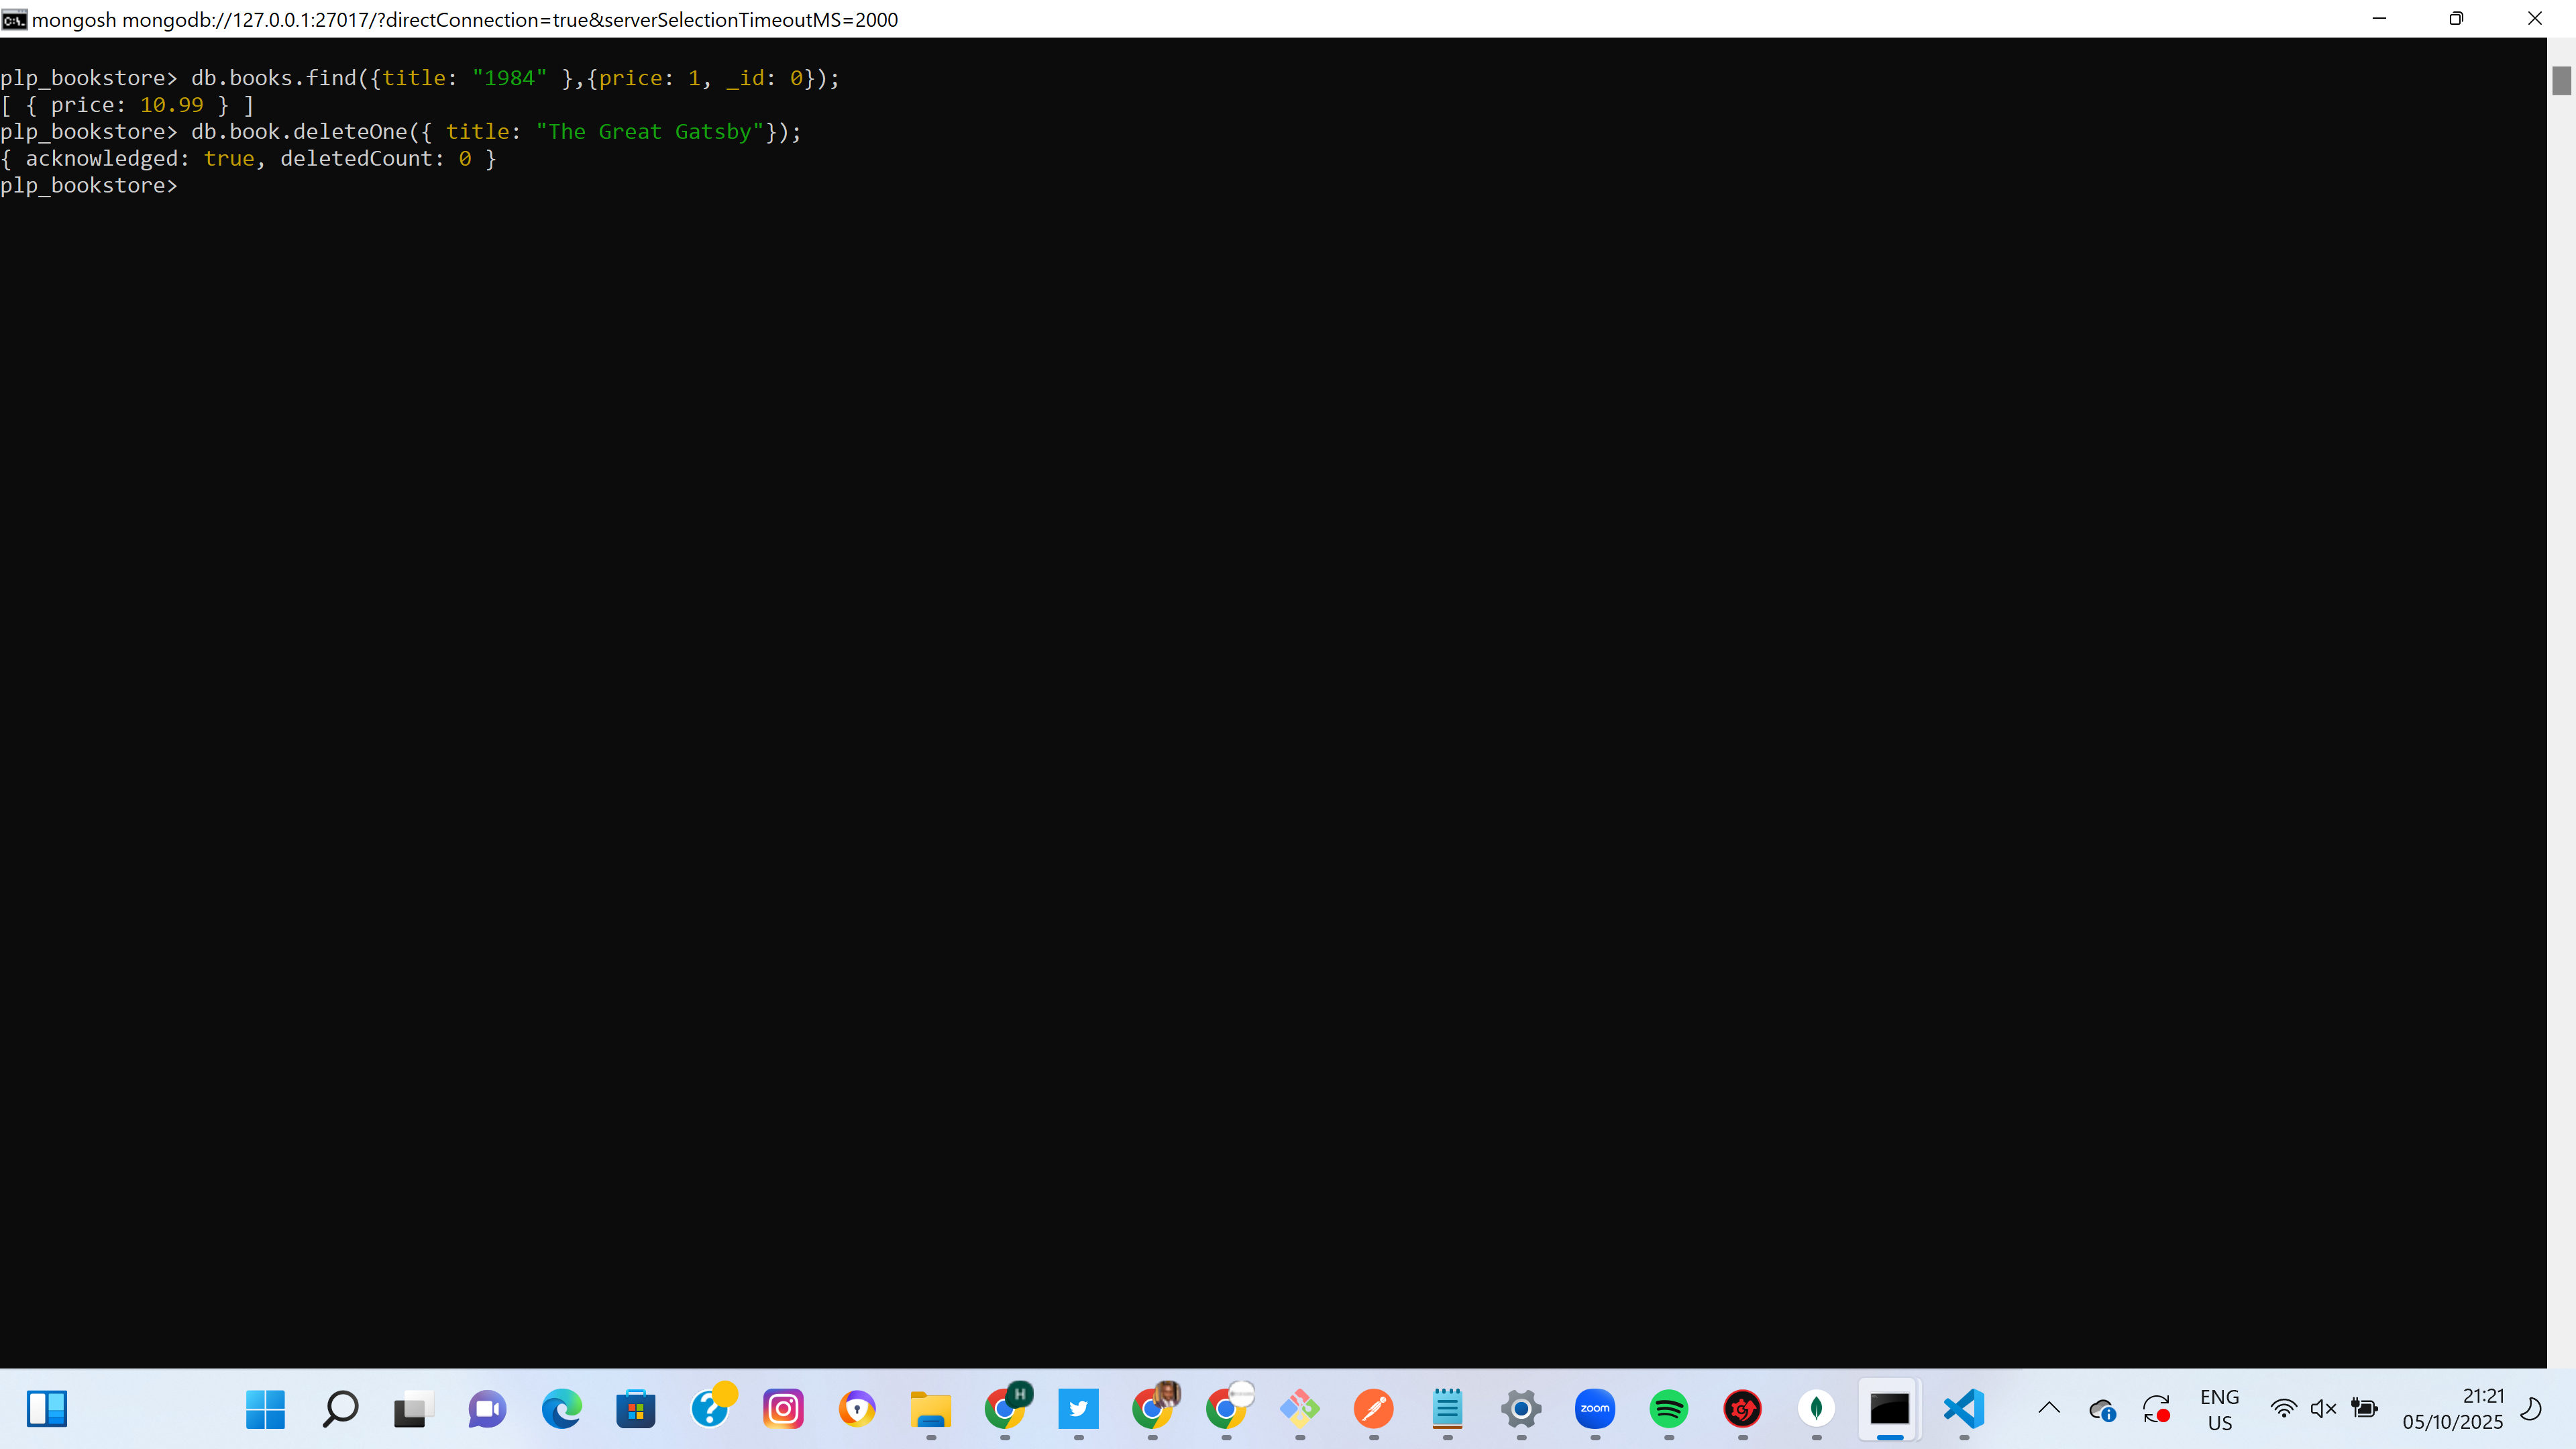 mongosh mongodb://127.0.0.1:27017/?directConnection=true&serverSelectionTimeoutMS=2000
plp_bookstore> db.books.find({title: "1984" },{price: 1, _id: 0});
[ { price: 10.99 } ]
plp_bookstore> db.book.deleteOne({ title: "The Great Gatsby"});
{ acknowledged: true, deletedCount: 0 }
plp_bookstore>
H
zoom
ENG
US
21:21
05/10/2025